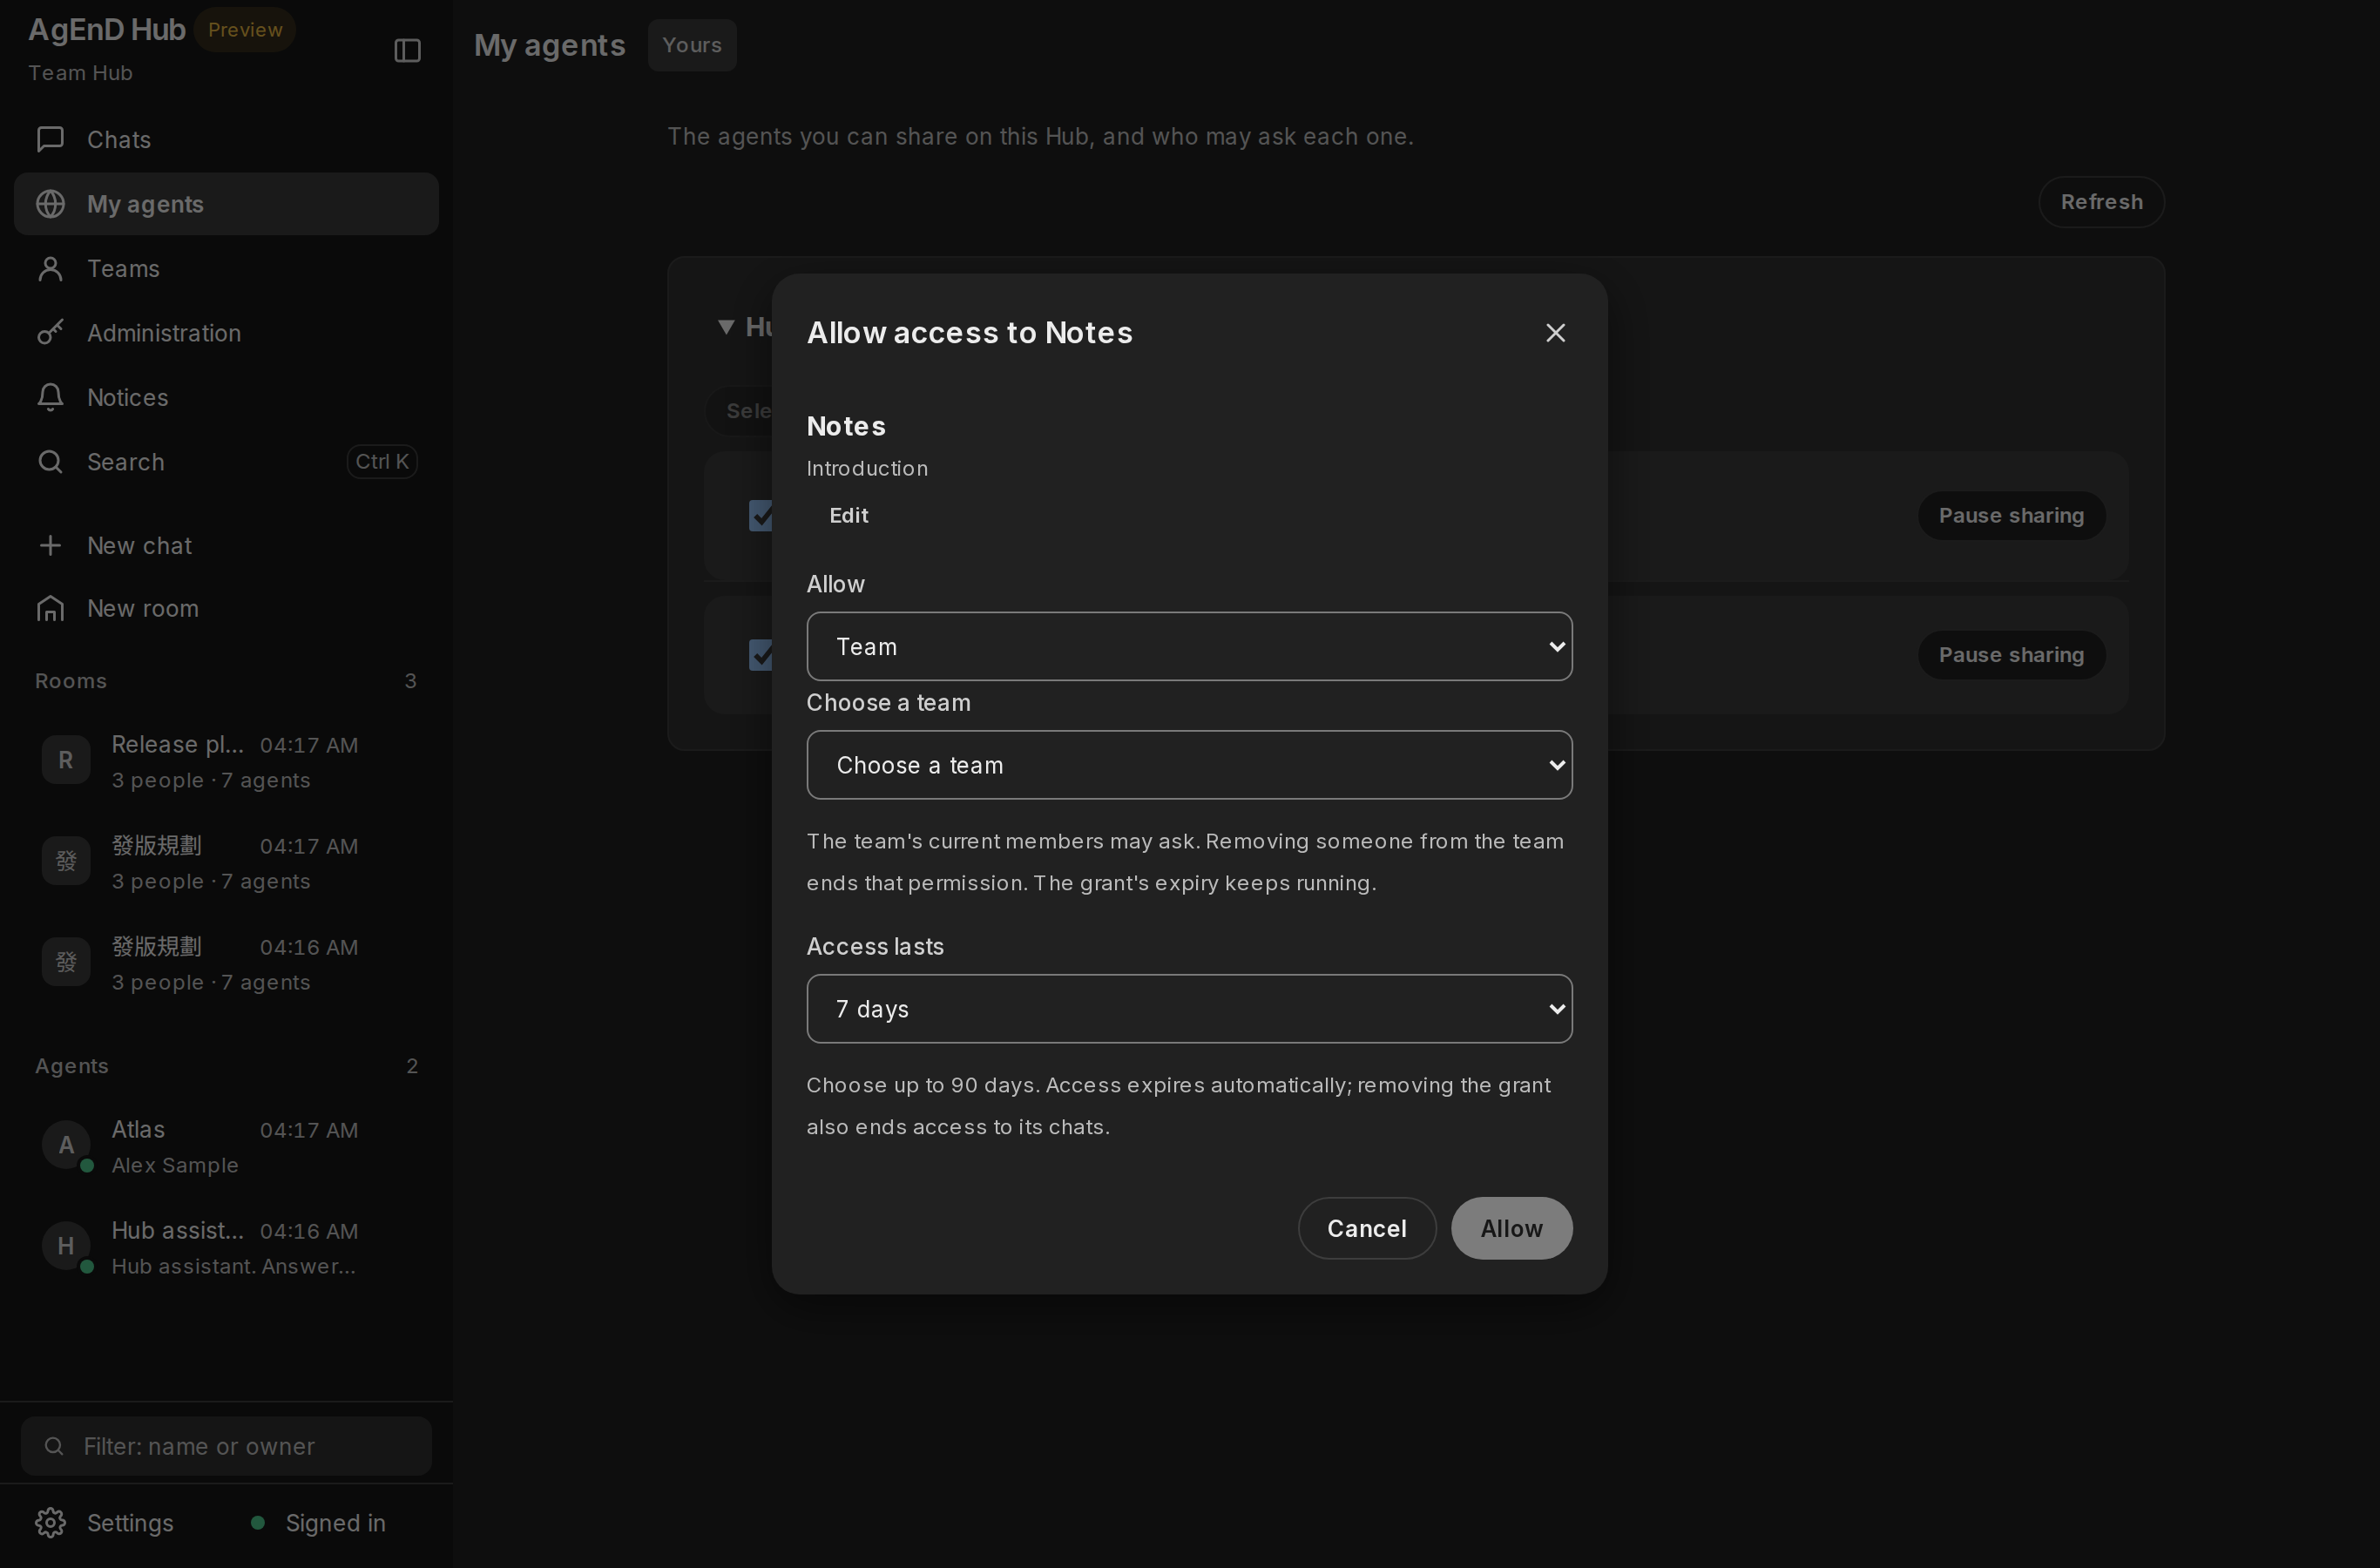 AgEnD Hub Preview
Team Hub
Chats
My agents
Teams
Administration
Notices
Search Ctrl K
New chat
New room
Rooms 3
R Release pl... 04:17 AM
3 people · 7 agents
發 發版規劃 04:17 AM
3 people · 7 agents
發 發版規劃 04:16 AM
3 people · 7 agents
Agents 2
A Atlas 04:17 AM
Alex Sample
H Hub assist... 04:16 AM
Hub assistant. Answer...
Filter: name or owner
Settings Signed in
My agents Yours
The agents you can share on this Hub, and who may ask each one.
Refresh
Pause sharing
Pause sharing
Allow access to Notes
Notes
Introduction
Edit
Allow
Team
Choose a team
Choose a team
The team's current members may ask. Removing someone from the team
ends that permission. The grant's expiry keeps running.
Access lasts
7 days
Choose up to 90 days. Access expires automatically; removing the grant
also ends access to its chats.
Cancel Allow